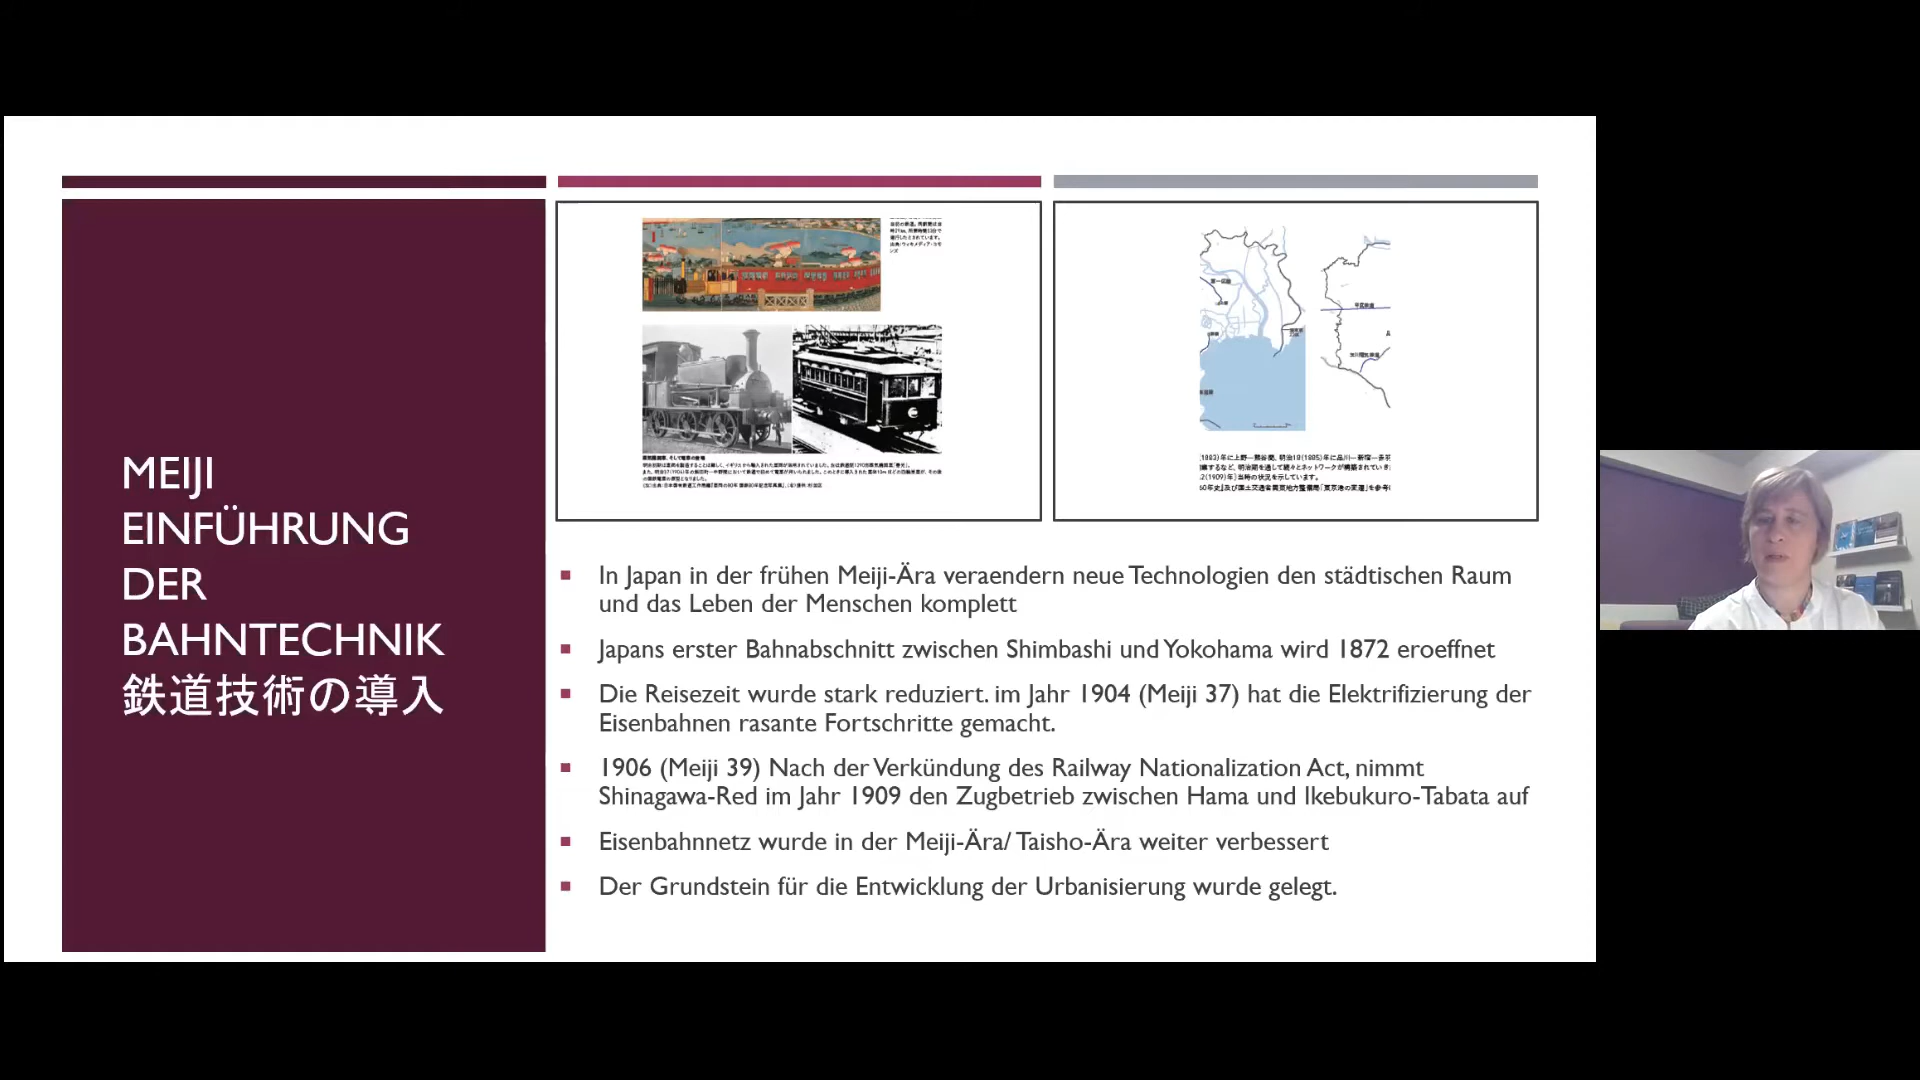 MEIJI
EINFÜHRUNG
DER
BAHNTECHNIK
鉄道技術の導入
In Japan in der frühen Meiji-Ära veraendern neue Technologien den städtischen Raum
und das Leben der Menschen komplett
Japans erster Bahnabschnitt zwischen Shimbashi und Yokohama wird 1872 eroeffnet
Die Reisezeit wurde stark reduziert. im Jahr 1904 (Meiji 37) hat die Elektrifizierung der
Eisenbahnen rasante Fortschritte gemacht.
1906 (Meiji 39) Nach der Verkündung des Railway Nationalization Act, nimmt
Shinagawa-Red im Jahr 1909 den Zugbetrieb zwischen Hama und Ikebukuro-Tabata auf
Eisenbahnnetz wurde in der Meiji-Ära/ Taisho-Ära weiter verbessert
Der Grundstein für die Entwicklung der Urbanisierung wurde gelegt.